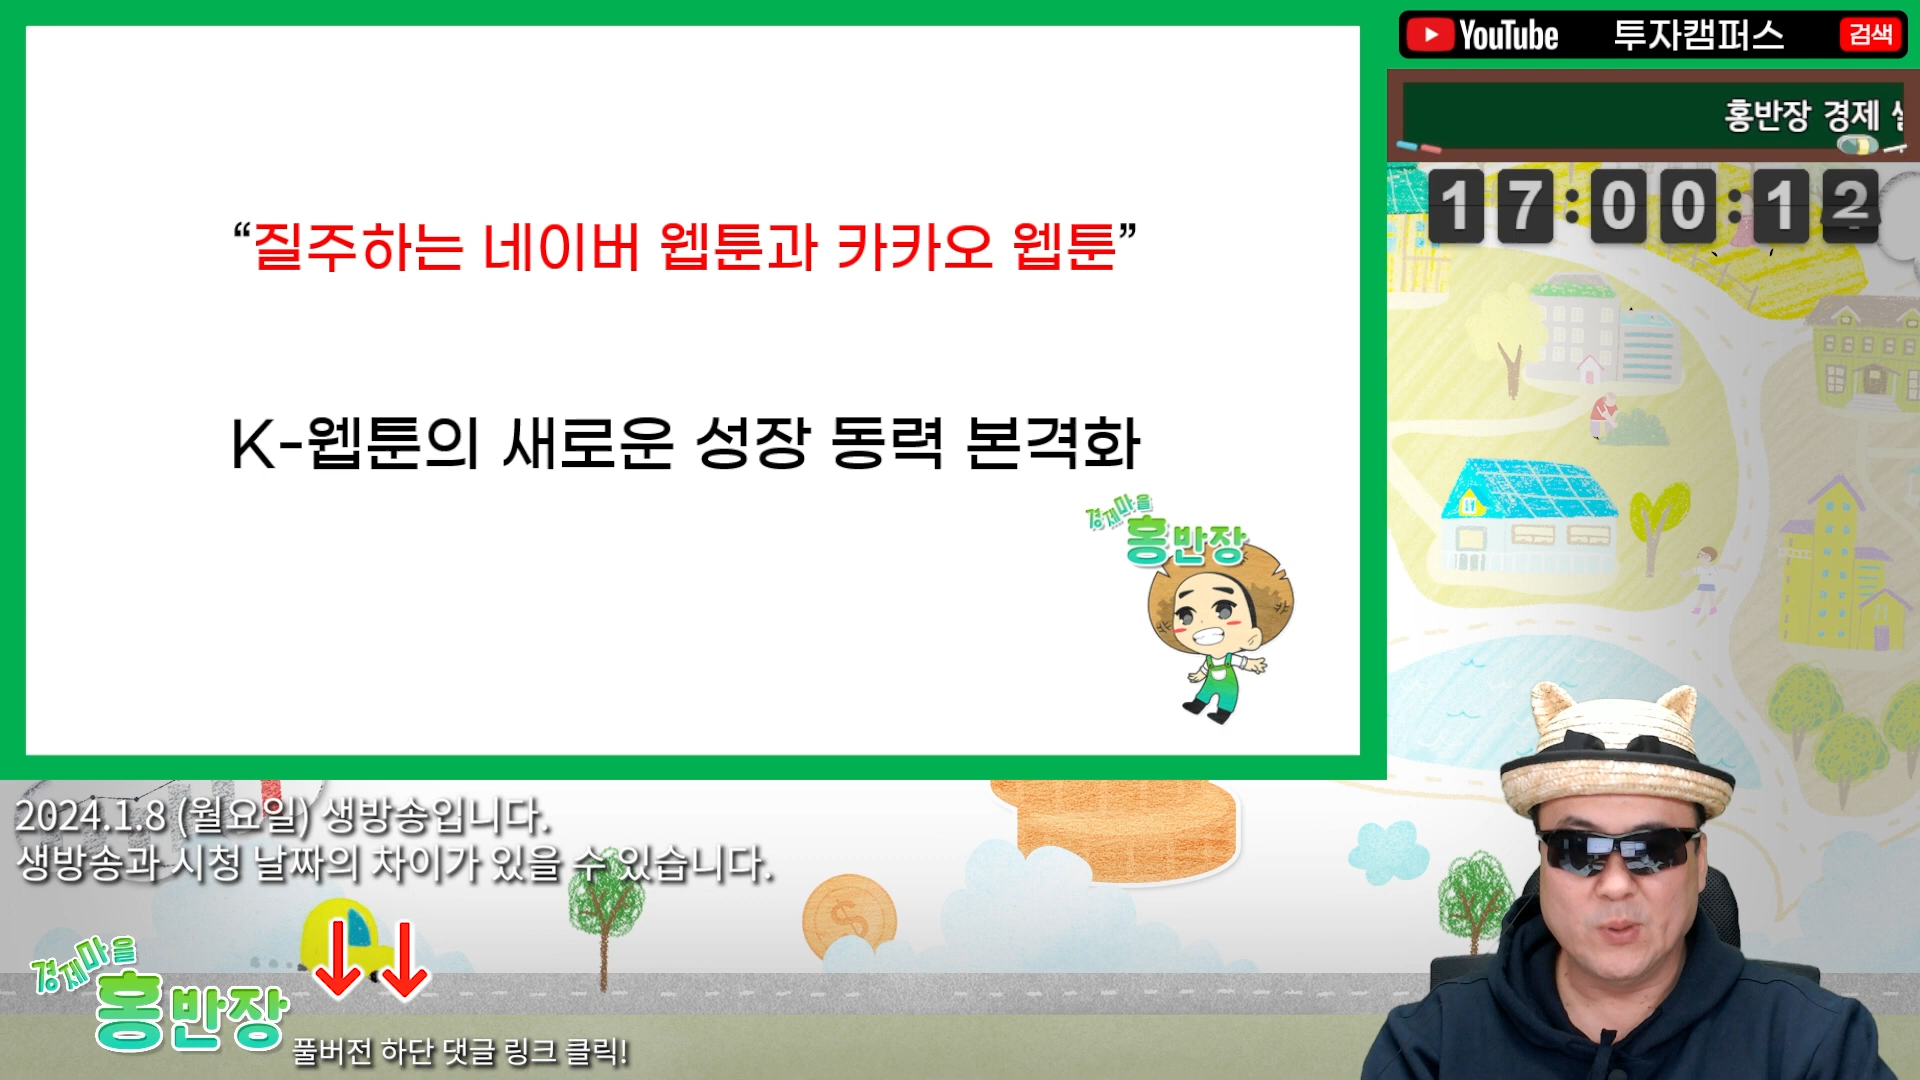 “질주하는 네이버 웹툰과 카카오 웹툰”
K-웹툰의 새로운 성장 동력 본격화
경제마을
홍반장
YouTube 투자캠퍼스 검색
홍반장 경제
17:00:12
2024.1.8 (월요일) 생방송입니다.
생방송과 시청 날짜의 차이가 있을 수 있습니다.
경제마을
홍반장
풀버전 하단 댓글 링크 클릭!